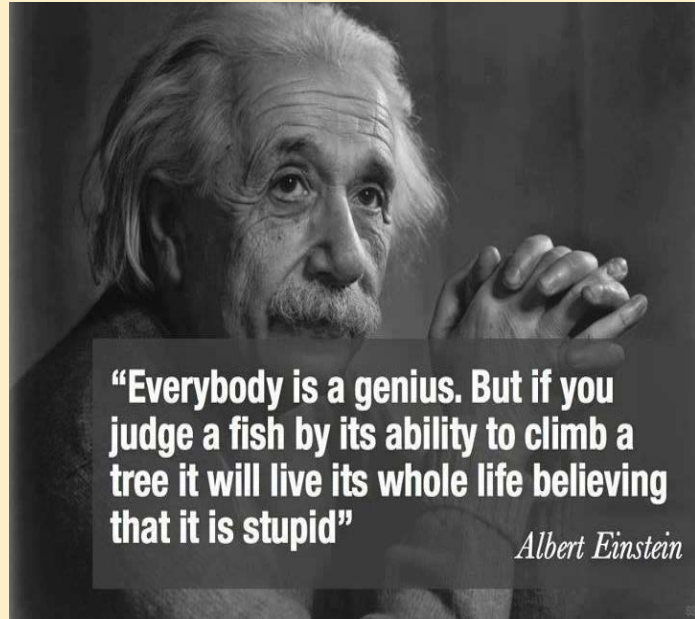 “Everybody is a genius. But if you
judge a fish by its ability to climb a
tree it will live its whole life believing
that it is stupid”
Albert Einstein